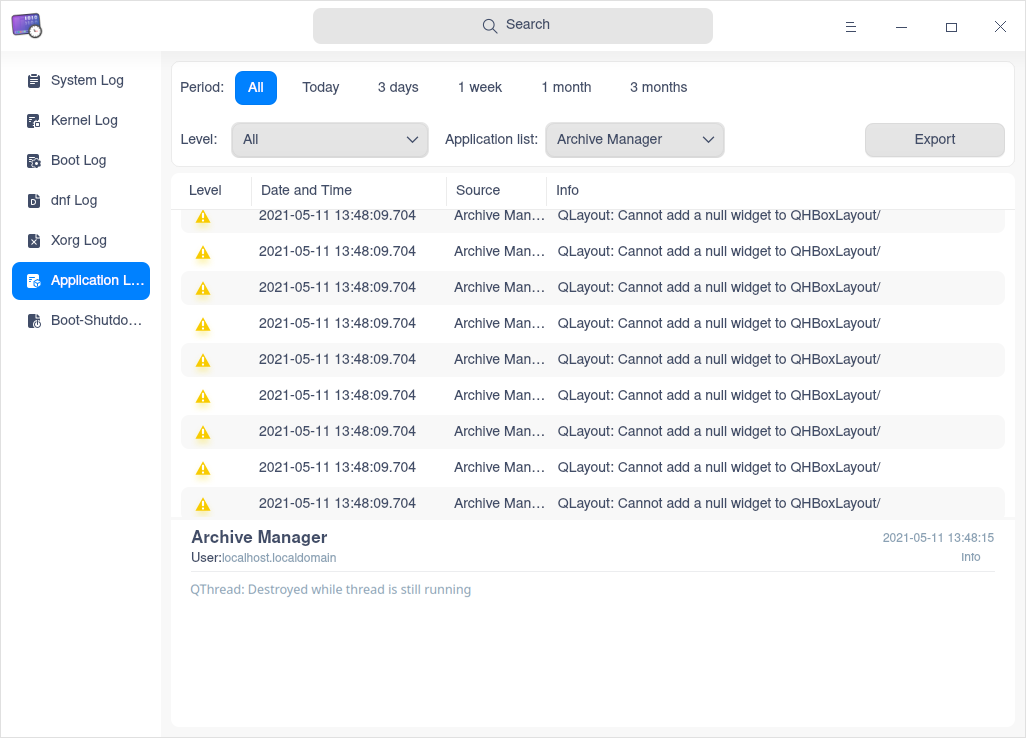 Search
System Log
Kernel Log
Boot Log
dnf Log
Xorg Log
Application L...
Boot-Shutdo...
Period: All Today 3 days 1 week 1 month 3 months
Level: All Application list: Archive Manager Export
Level Date and Time Source Info
2021-05-11 13:48:09.704 Archive Man... QLayout: Cannot add a null widget to QHBoxLayout/
2021-05-11 13:48:09.704 Archive Man... QLayout: Cannot add a null widget to QHBoxLayout/
2021-05-11 13:48:09.704 Archive Man... QLayout: Cannot add a null widget to QHBoxLayout/
2021-05-11 13:48:09.704 Archive Man... QLayout: Cannot add a null widget to QHBoxLayout/
2021-05-11 13:48:09.704 Archive Man... QLayout: Cannot add a null widget to QHBoxLayout/
2021-05-11 13:48:09.704 Archive Man... QLayout: Cannot add a null widget to QHBoxLayout/
2021-05-11 13:48:09.704 Archive Man... QLayout: Cannot add a null widget to QHBoxLayout/
2021-05-11 13:48:09.704 Archive Man... QLayout: Cannot add a null widget to QHBoxLayout/
2021-05-11 13:48:09.704 Archive Man... QLayout: Cannot add a null widget to QHBoxLayout/
Archive Manager 2021-05-11 13:48:15
User:localhost.localdomain Info
QThread: Destroyed while thread is still running